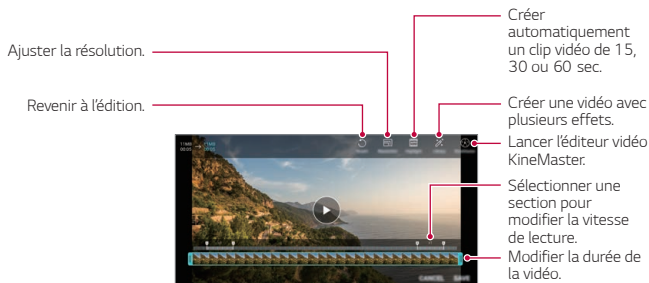 Ajuster la résolution.
Revenir à l'édition.
Créer
automatiquement
un clip vidéo de 15,
30 ou 60 sec.
Créer une vidéo avec
plusieurs effets.
Lancer l'éditeur vidéo
KineMaster.
Sélectionner une
section pour
modifier la vitesse
de lecture.
Modifier la durée de
la vidéo.
CANCEL SAVE